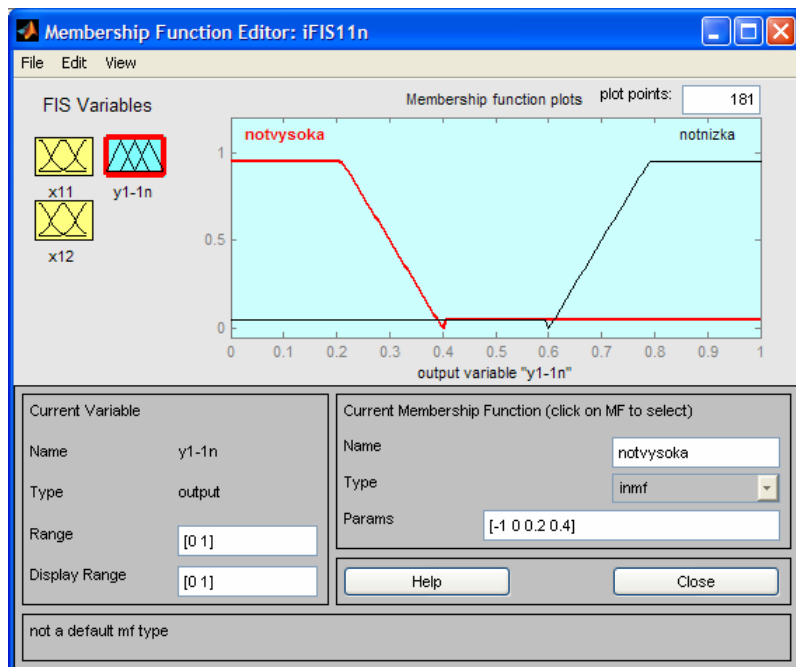 Membership Function Editor: iFIS11n
File Edit View
FIS Variables
Membership function plots plot points: 181
notvysoka notnizka
x11 y1-1n
x12
1
0.5
0
0 0.1 0.2 0.3 0.4 0.5 0.6 0.7 0.8 0.9 1
output variable "y1-1n"
Current Variable
Name y1-1n
Type output
Range [0 1]
Display Range [0 1]
Current Membership Function (click on MF to select)
Name notvysoka
Type inmf
Params [-1 0 0.2 0.4]
Help Close
not a default mf type